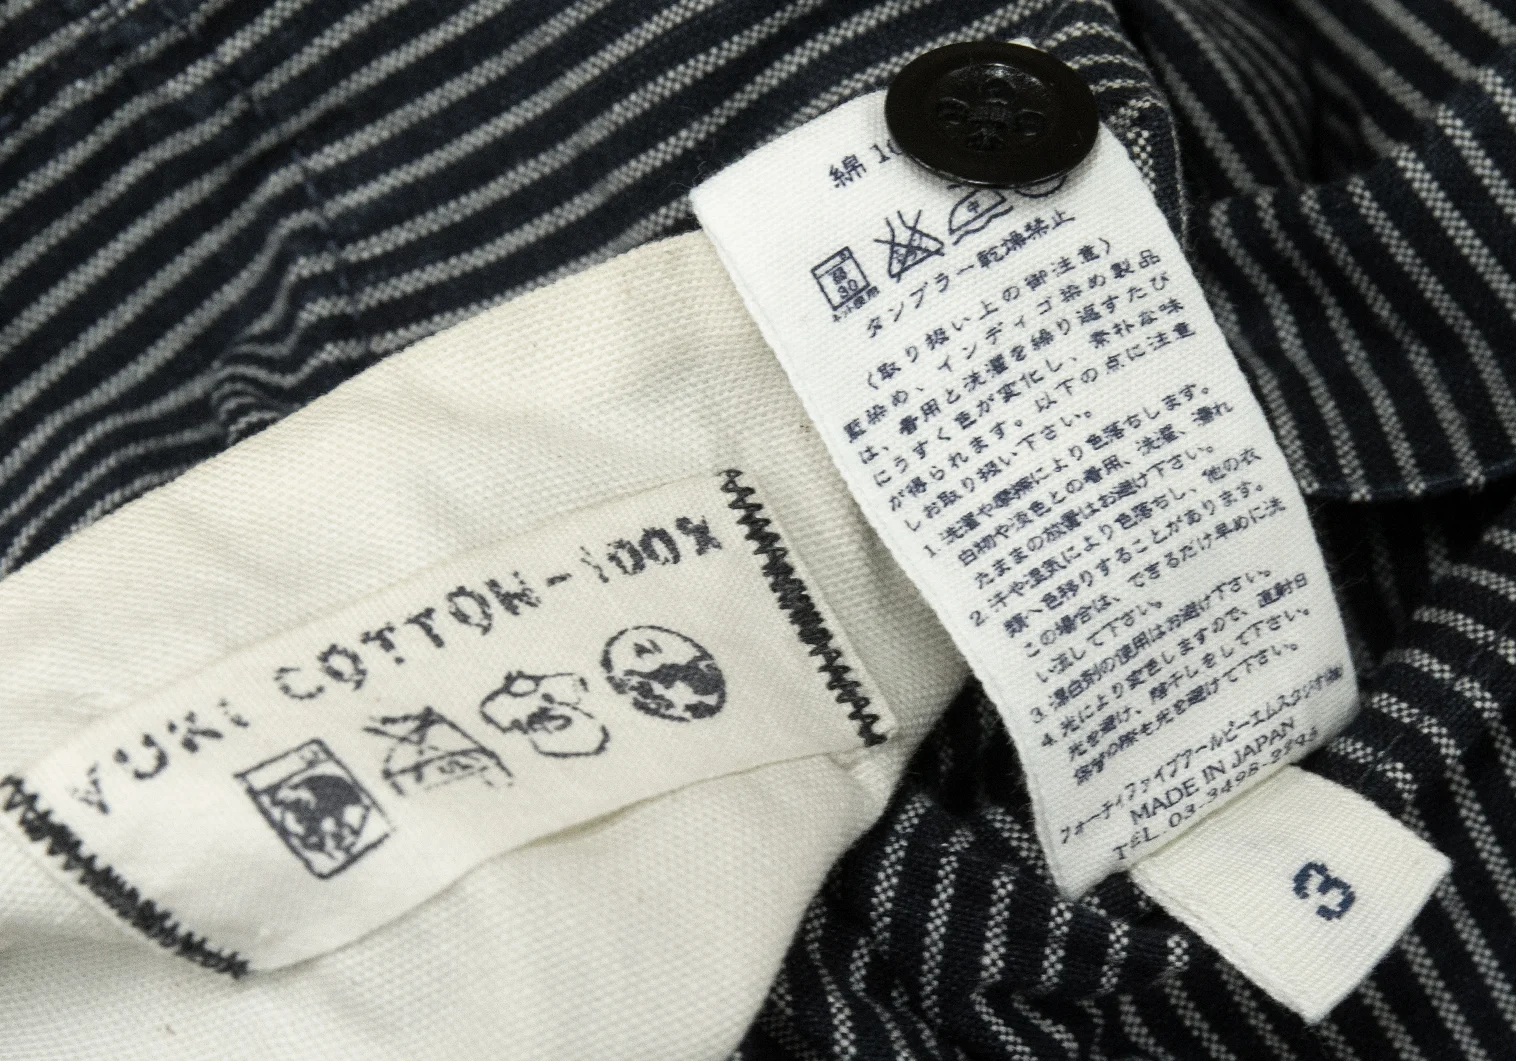 YUKI COTTON-100%
綿 10
弱
30
ネット使用
中
タンブラー乾燥禁止
〈取り扱い上の御注意〉
藍染め、インディゴ染め製品
は、着用と洗濯を繰り返すたび
にうすく色が変化し、素朴な味
が得られます。以下の点に注意
しお取り扱い下さい。
1.洗濯や摩擦により色落ちします。
白物や淡色との着用、洗濯、濡れ
たままの放置はお避け下さい。
2.汗や湿気により色落ちし、他の衣
類へ色移りすることがあります。
この場合は、できるだけ早めに洗
い流して下さい。
3.漂白剤の使用はお避け下さい。
4.光により変色しますので、直射日
光を避け、陰干しをして下さい。
保管の際も光を避けて下さい。
フォーティファイブアールピーエムスタジオ㈱
MADE IN JAPAN
TEL.03-3498-2248
3